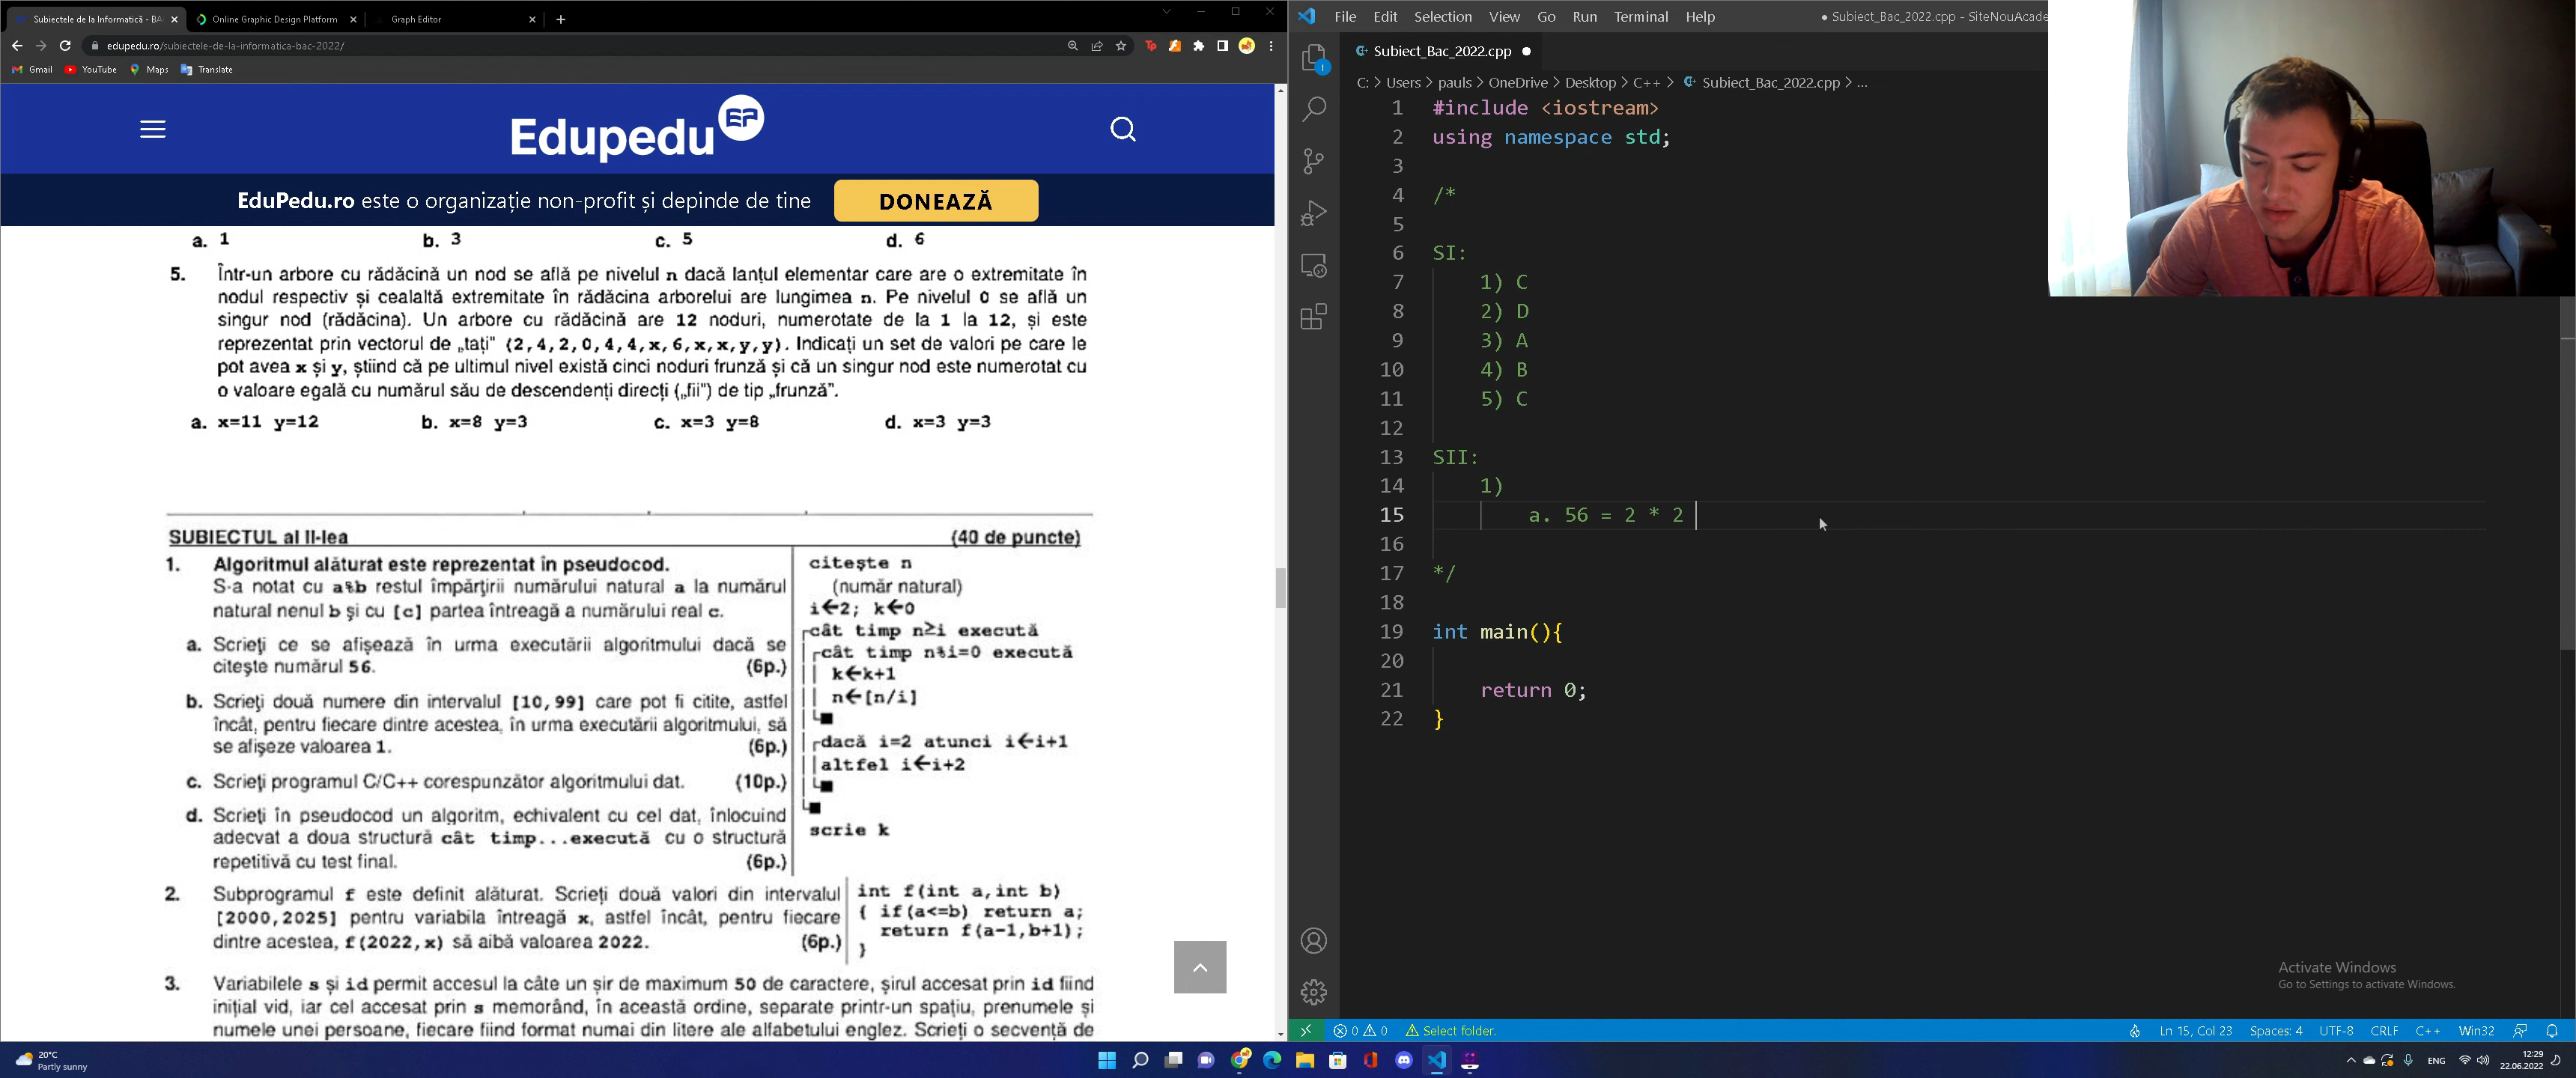 Subiectele de la Informatică - BA
Online Graphic Design Platform
Graph Editor
edupedu.ro/subiectele-de-la-informatica-bac-2022/
Gmail
YouTube
Maps
Translate
Edupedu EP
EduPedu.ro este o organizație non-profit și depinde de tine
DONEAZĂ
a. 1 b. 3 c. 5 d. 6
5. Într-un arbore cu rădăcină un nod se află pe nivelul n dacă lanțul elementar care are o extremitate în
nodul respectiv și cealaltă extremitate în rădăcina arborelui are lungimea n. Pe nivelul 0 se află un
singur nod (rădăcina). Un arbore cu rădăcină are 12 noduri, numerotate de la 1 la 12, și este
reprezentat prin vectorul de „tați” (2,4,2,0,4,4,x,6,x,x,y,y). Indicați un set de valori pe care le
pot avea x și y, știind că pe ultimul nivel există cinci noduri frunză și că un singur nod este numerotat cu
o valoare egală cu numărul său de descendenți direcți („fii”) de tip „frunză”.
a. x=11 y=12 b. x=8 y=3 c. x=3 y=8 d. x=3 y=3
SUBIECTUL al II-lea (40 de puncte)
1. Algoritmul alăturat este reprezentat în pseudocod.
S-a notat cu a%b restul împărțirii numărului natural a la numărul
natural nenul b și cu [c] partea întreagă a numărului real c.
a. Scrieți ce se afișează în urma executării algoritmului dacă se
citește numărul 56. (6p.)
b. Scrieți două numere din intervalul [10,99] care pot fi citite, astfel
încât, pentru fiecare dintre acestea, în urma executării algoritmului, să
se afișeze valoarea 1. (6p.)
c. Scrieți programul C/C++ corespunzător algoritmului dat. (10p.)
d. Scrieți în pseudocod un algoritm, echivalent cu cel dat, înlocuind
adecvat a doua structură cât timp...execută cu o structură
repetitivă cu test final. (6p.)
citește n
(număr natural)
i←2; k←0
cât timp n≥i execută
cât timp n%i=0 execută
k←k+1
n←[n/i]
■
dacă i=2 atunci i←i+1
altfel i←i+2
■
■
scrie k
2. Subprogramul f este definit alăturat. Scrieți două valori din intervalul
[2000,2025] pentru variabila întreagă x, astfel încât, pentru fiecare
dintre acestea, f(2022,x) să aibă valoarea 2022. (6p.)
int f(int a,int b)
{ if(a<=b) return a;
return f(a-1,b+1);
}
3. Variabilele s și id permit accesul la câte un șir de maximum 50 de caractere, șirul accesat prin id fiind
inițial vid, iar cel accesat prin s memorând, în această ordine, separate printr-un spațiu, prenumele și
numele unei persoane, fiecare fiind format numai din litere ale alfabetului englez. Scrieți o secvență de
File Edit Selection View Go Run Terminal Help
● Subiect_Bac_2022.cpp - SiteNouAcade
Subiect_Bac_2022.cpp ●
C: > Users > pauls > OneDrive > Desktop > C++ > Subiect_Bac_2022.cpp > ...
1 #include <iostream>
2 using namespace std;
3
4 /*
5
6 SI:
7 1) C
8 2) D
9 3) A
10 4) B
11 5) C
12
13 SII:
14 1)
15 a. 56 = 2 * 2
16
17 */
18
19 int main(){
20
21 return 0;
22 }
1
Activate Windows
Go to Settings to activate Windows.
0 0 Select folder.
Ln 15, Col 23 Spaces: 4 UTF-8 CRLF C++ Win32
20°C
Partly sunny
ENG
12:29
22.06.2022